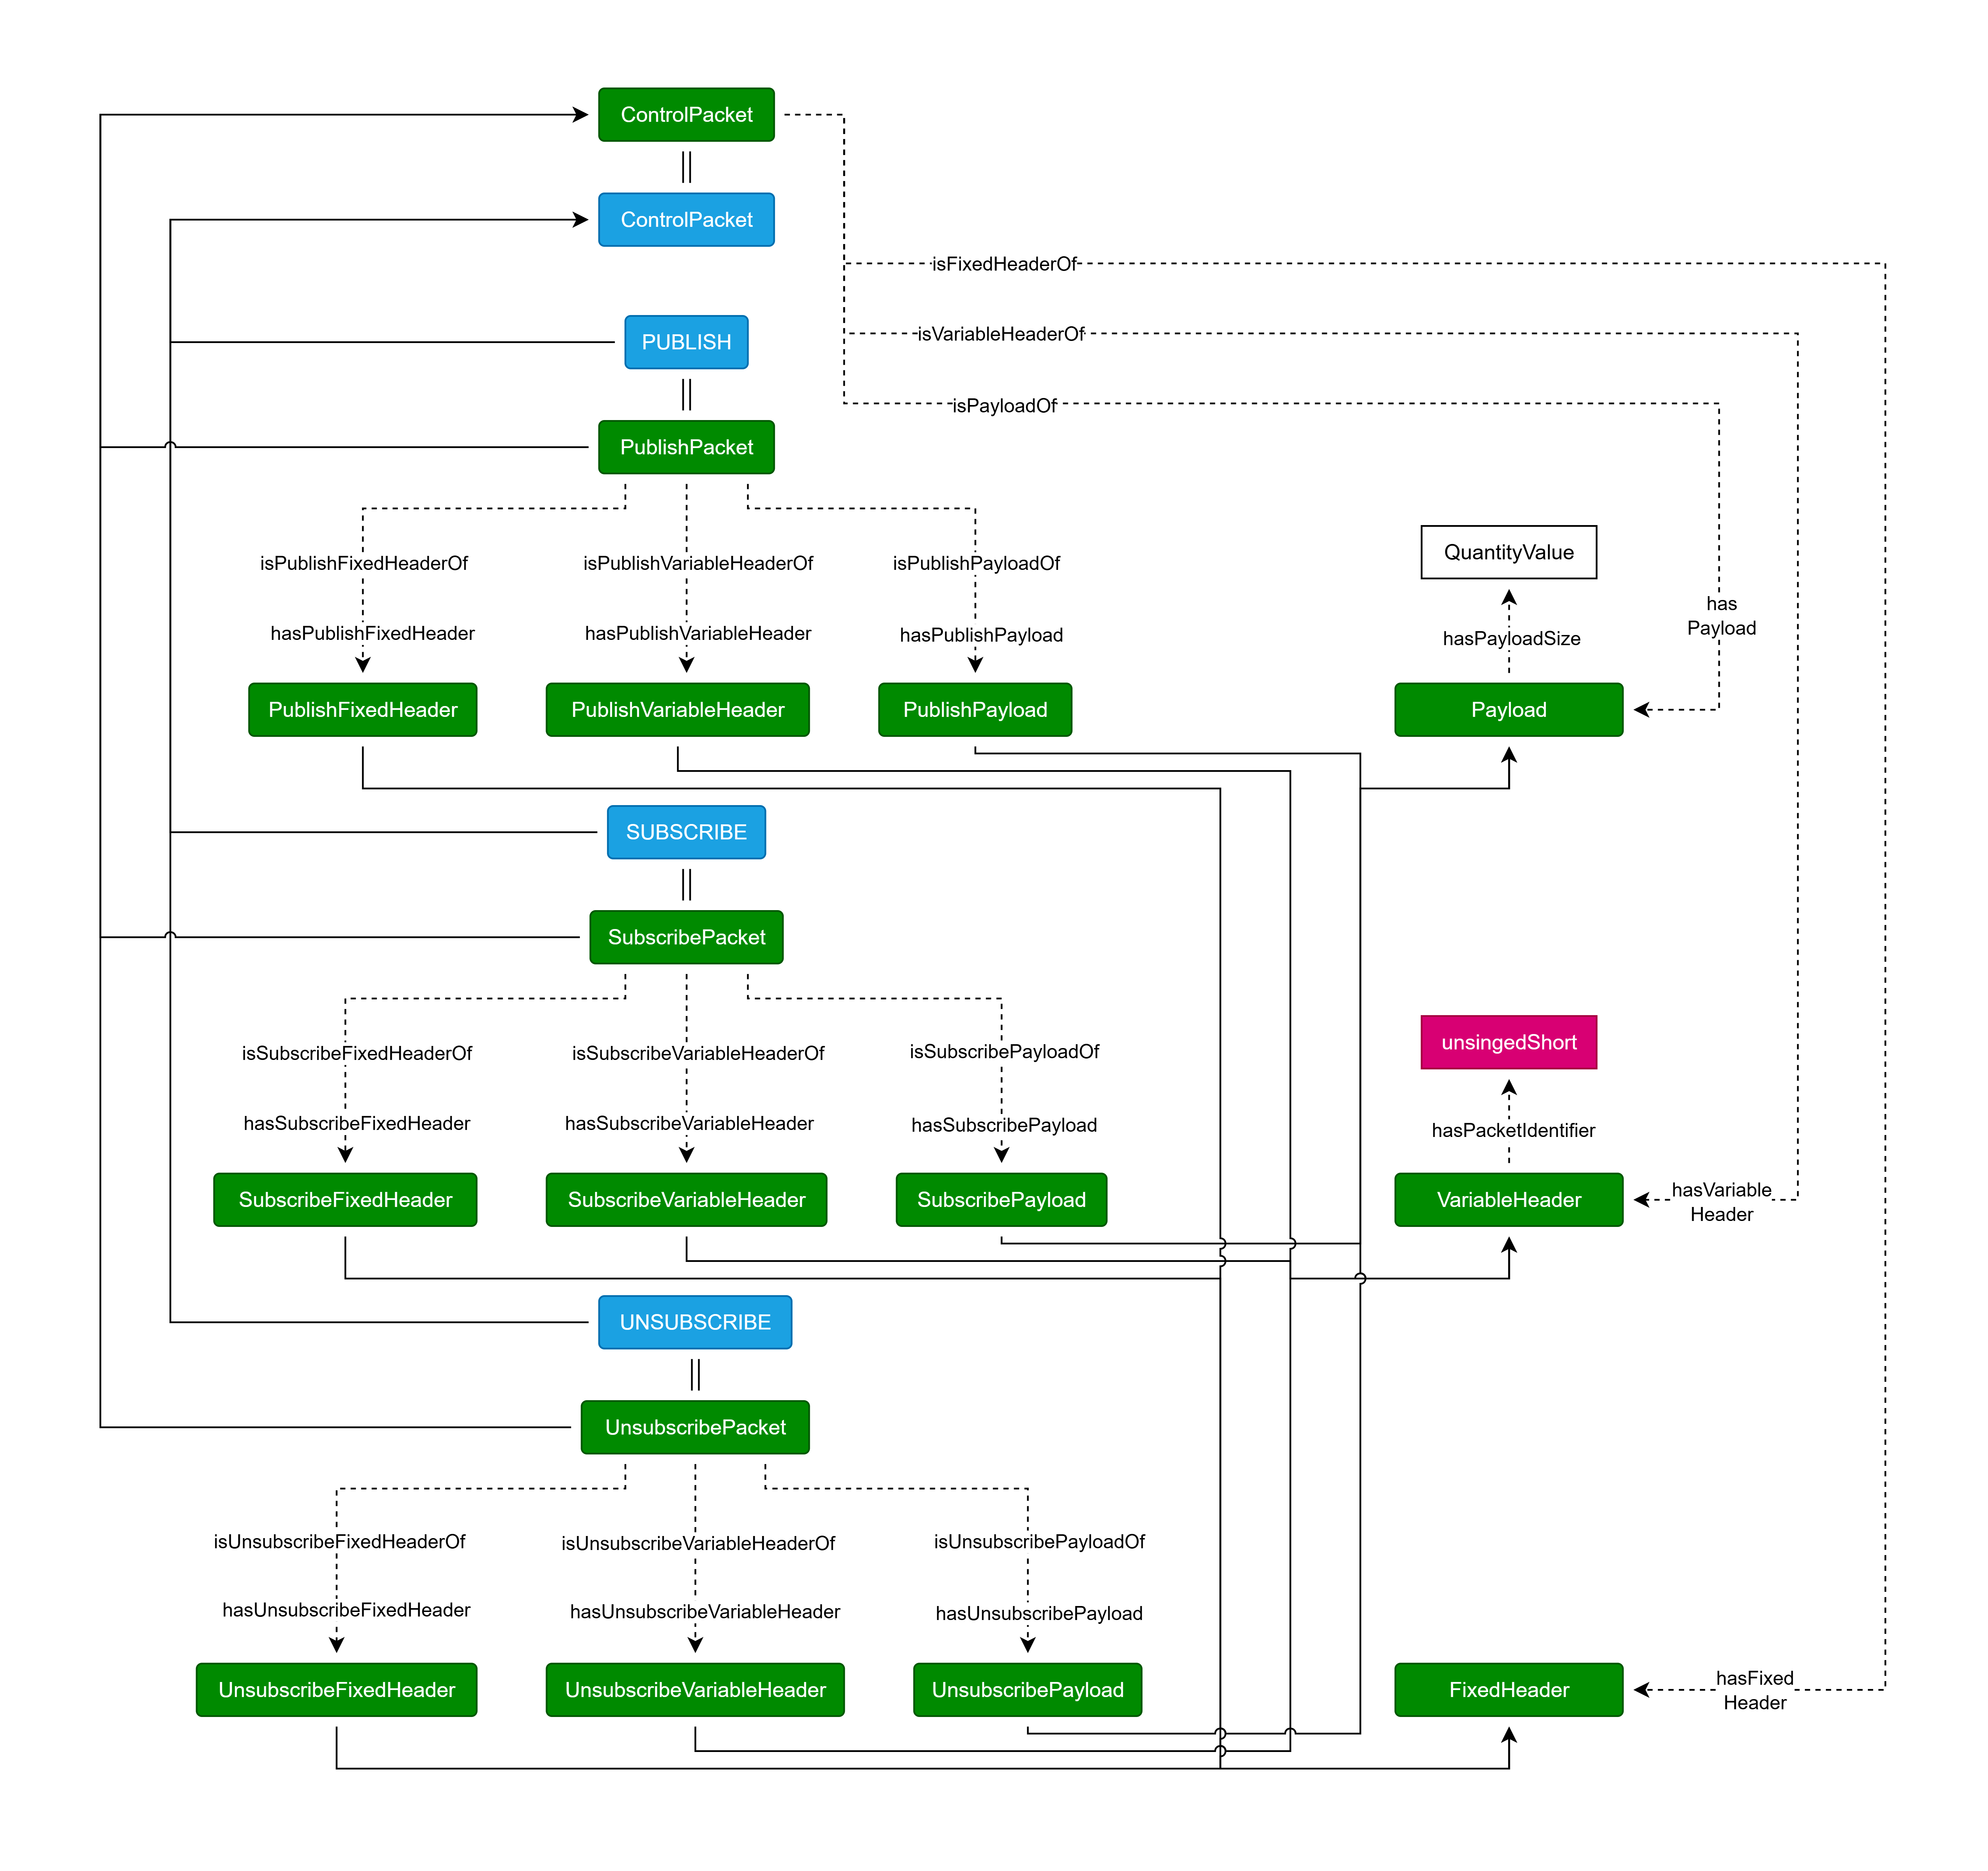 ControlPacket
ControlPacket
isFixedHeaderOf
isVariableHeaderOf
PUBLISH
isPayloadOf
PublishPacket
QuantityValue
isPublishFixedHeaderOf
isPublishVariableHeaderOf
isPublishPayloadOf
has
Payload
hasPublishFixedHeader
hasPublishVariableHeader
hasPublishPayload
hasPayloadSize
PublishFixedHeader
PublishVariableHeader
PublishPayload
Payload
SUBSCRIBE
SubscribePacket
unsingedShort
isSubscribeFixedHeaderOf
isSubscribeVariableHeaderOf
isSubscribePayloadOf
hasSubscribeFixedHeader
hasSubscribeVariableHeader
hasSubscribePayload
hasPacketIdentifier
SubscribeFixedHeader
SubscribeVariableHeader
SubscribePayload
VariableHeader
hasVariable
Header
UNSUBSCRIBE
UnsubscribePacket
isUnsubscribeFixedHeaderOf
isUnsubscribeVariableHeaderOf
isUnsubscribePayloadOf
hasUnsubscribeFixedHeader
hasUnsubscribeVariableHeader
hasUnsubscribePayload
UnsubscribeFixedHeader
UnsubscribeVariableHeader
UnsubscribePayload
FixedHeader
hasFixed
Header